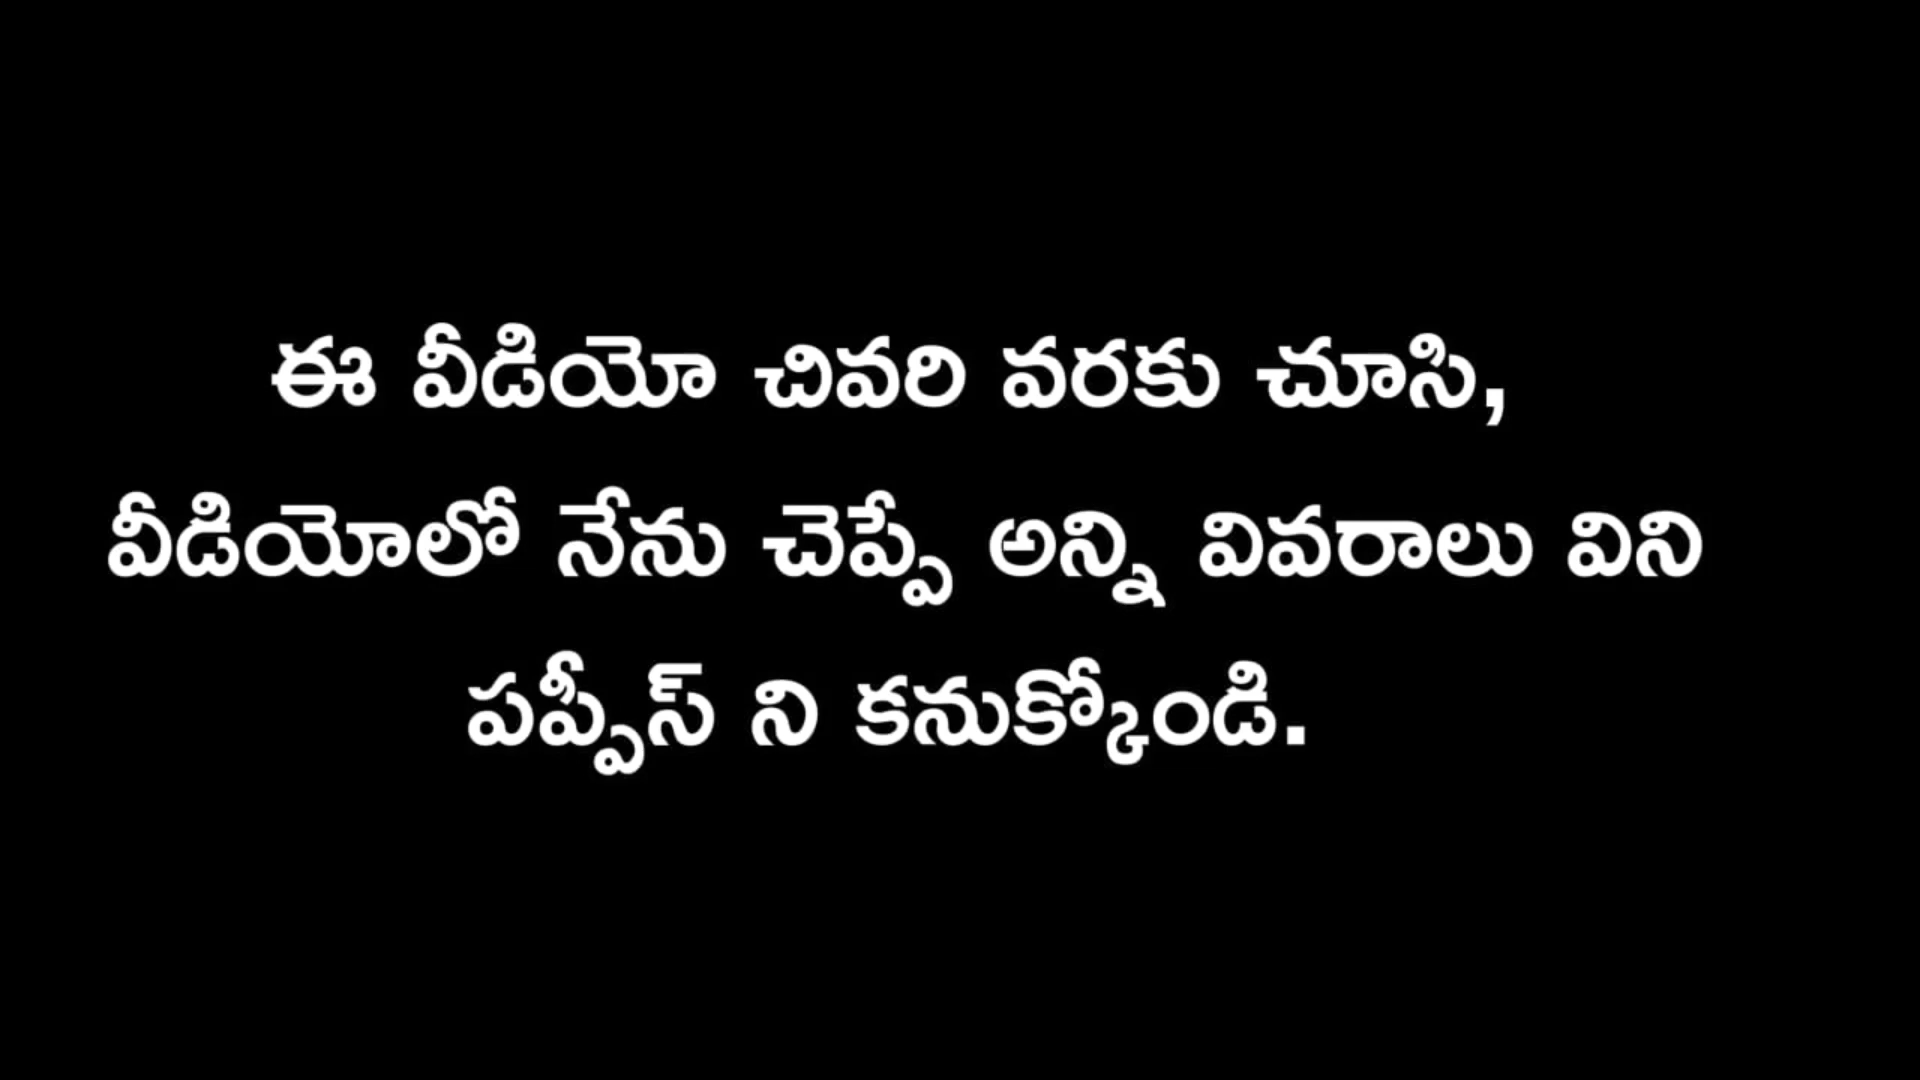 ఈ వీడియో చివరి వరకు చూసి,
వీడియోలో నేను చెప్పే అన్ని వివరాలు విని
పప్పీస్ ని కనుక్కోండి.